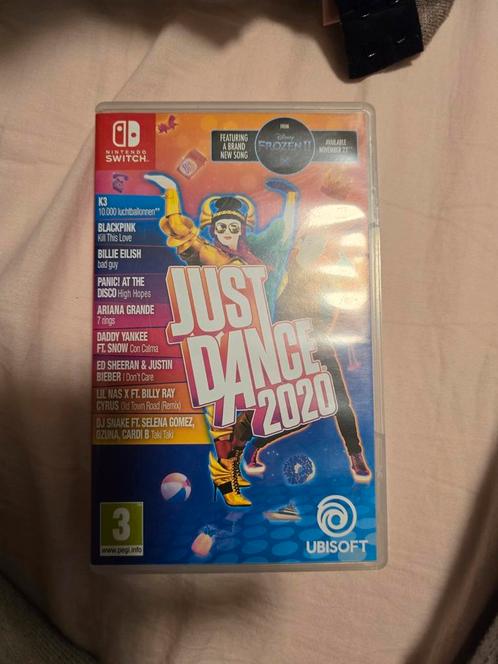 NINTENDO
SWITCH™
FEATURING
A BRAND
NEW SONG
FROM
Disney
FROZEN II
AVAILABLE
NOVEMBER 21**
K3
10.000 luchtballonnen**
BLACKPINK
Kill This Love
BILLIE EILISH
bad guy
PANIC! AT THE
DISCO High Hopes
ARIANA GRANDE
7 rings
DADDY YANKEE
FT. SNOW Con Calma
ED SHEERAN & JUSTIN
BIEBER I Don't Care
LIL NAS X FT. BILLY RAY
CYRUS Old Town Road (Remix)
DJ SNAKE FT. SELENA GOMEZ,
OZUNA, CARDI B Taki Taki
JUST
DANCE®
2020
3
www.pegi.info
UBISOFT